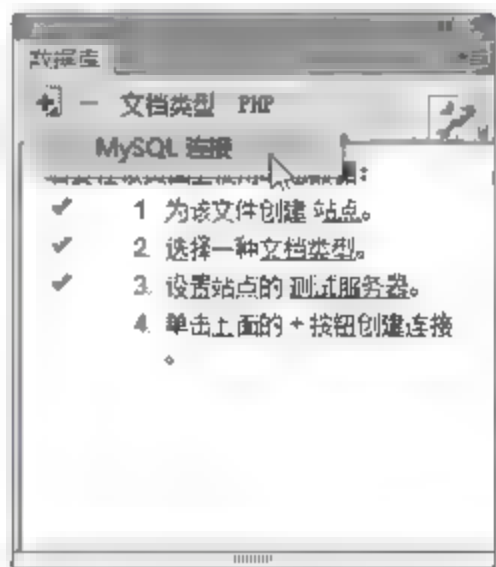 数据库
+ − 文档类型 PHP
MySQL 连接
1 为该文件创建 站点。
2. 选择一种文档类型。
3. 设置站点的 测试服务器。
4. 单击上面的 + 按钮创建连接
。